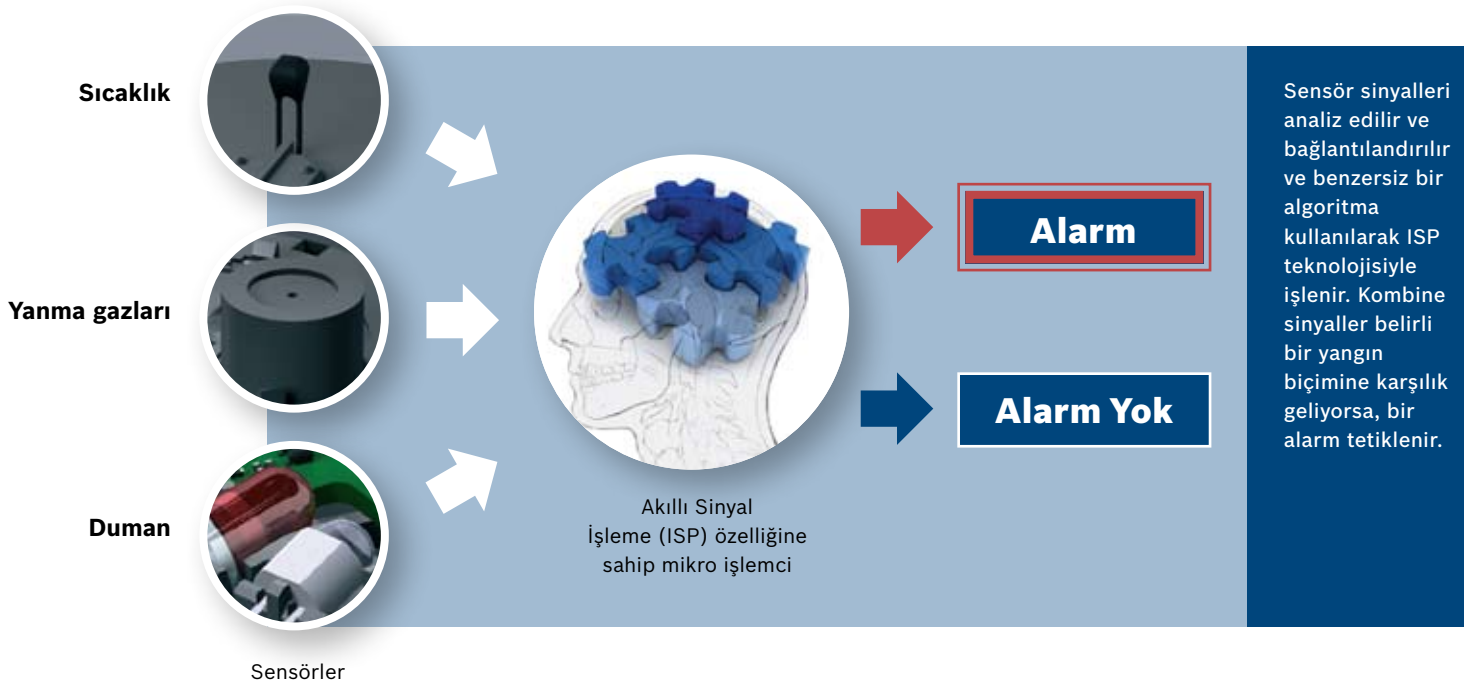 Sıcaklık
Yanma gazları
Duman
Sensörler
Akıllı Sinyal
İşleme (ISP) özelliğine
sahip mikro işlemci
Alarm
Alarm Yok
Sensör sinyalleri
analiz edilir ve
bağlantılandırılır
ve benzersiz bir
algoritma
kullanılarak ISP
teknolojisiyle
işlenir. Kombine
sinyaller belirli
bir yangın
biçimine karşılık
geliyorsa, bir
alarm tetiklenir.